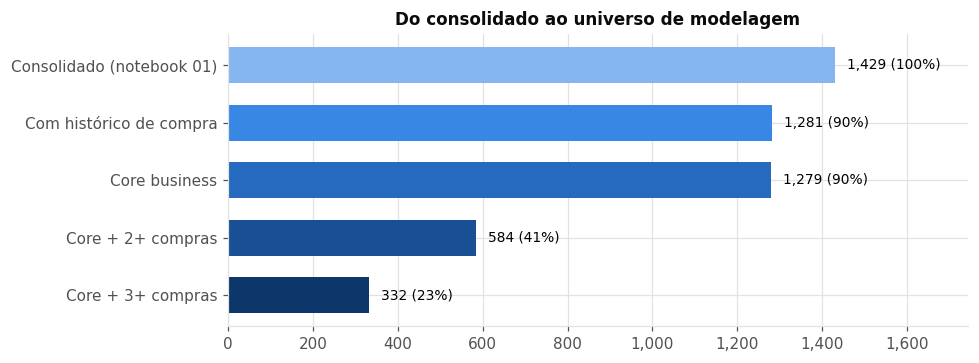 Do consolidado ao universo de modelagem
Consolidado (notebook 01)
1,429 (100%)
Com histórico de compra
1,281 (90%)
Core business
1,279 (90%)
Core + 2+ compras
584 (41%)
Core + 3+ compras
332 (23%)
0 200 400 600 800 1,000 1,200 1,400 1,600